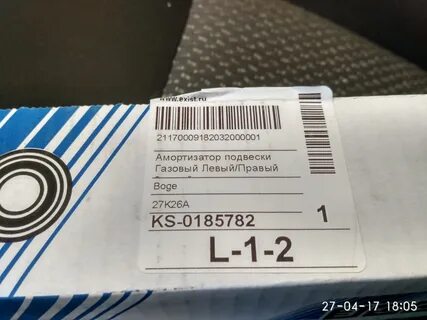 www.exist.ru
21170009182032000001
Амортизатор подвески
Газовый Левый/Правый
Boge
27K26A
KS-0185782
1
L-1-2
27-04-17 18:05